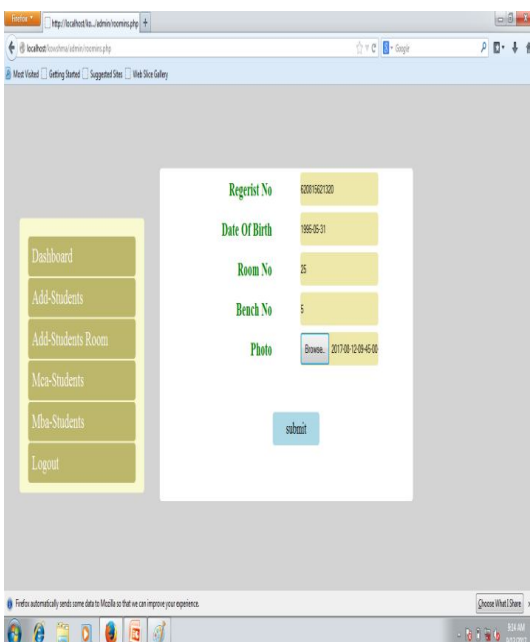 Firefox
http://localhost/ko.../admin/roomins.php +
localhost/kowshma/admin/roomins.php
Google
Most Visited Getting Started Suggested Sites Web Slice Gallery
Regerist No 620815621320
Date Of Birth 1995-05-31
Room No 25
Bench No 5
Photo Browse.. 2017-08-12-09-45-00
submit
Dashboard
Add-Students
Add-Students Room
Mca-Students
Mba-Students
Logout
Firefox automatically sends some data to Mozilla so that we can improve your experience.
Choose What I Share